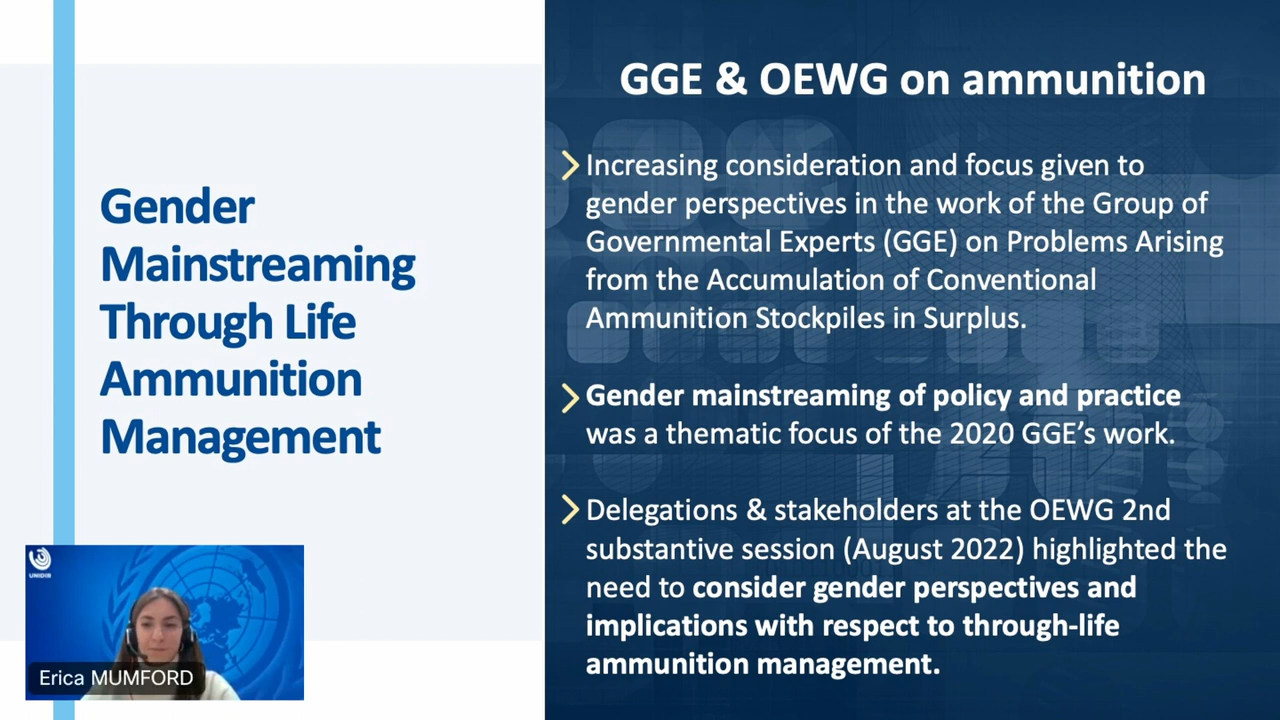 Gender
Mainstreaming
Through Life
Ammunition
Management
UNIDIR
Erica MUMFORD
GGE & OEWG on ammunition
Increasing consideration and focus given to
gender perspectives in the work of the Group of
Governmental Experts (GGE) on Problems Arising
from the Accumulation of Conventional
Ammunition Stockpiles in Surplus.
Gender mainstreaming of policy and practice
was a thematic focus of the 2020 GGE’s work.
Delegations & stakeholders at the OEWG 2nd
substantive session (August 2022) highlighted the
need to consider gender perspectives and
implications with respect to through-life
ammunition management.